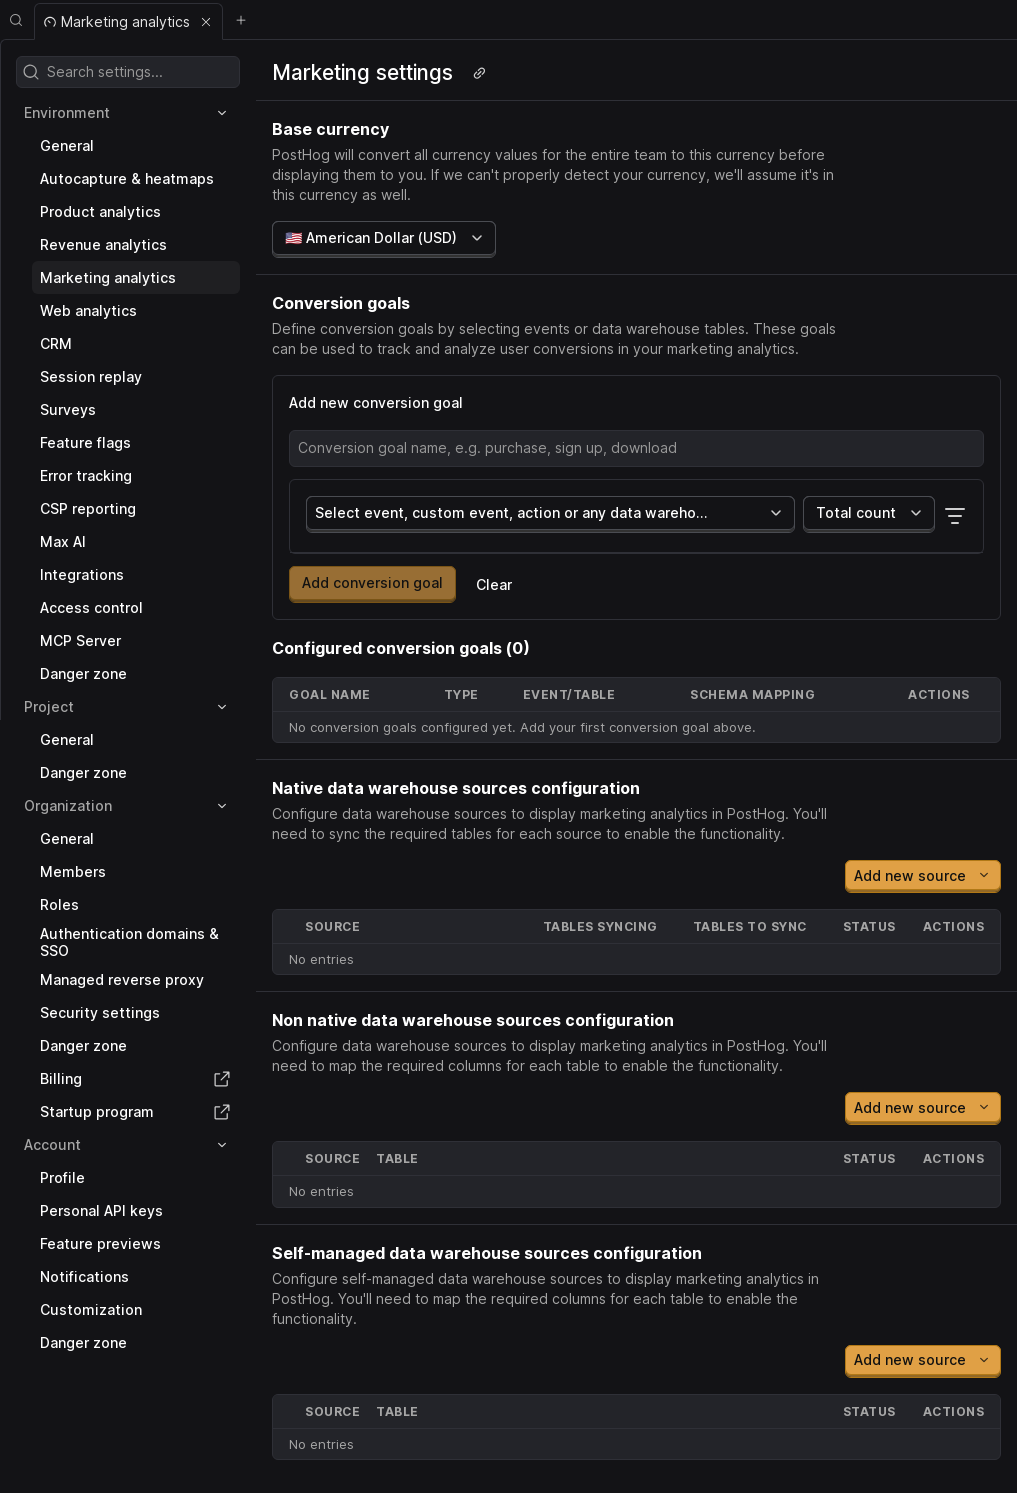 Marketing analytics
Search settings...
Environment
General
Autocapture & heatmaps
Product analytics
Revenue analytics
Marketing analytics
Web analytics
CRM
Session replay
Surveys
Feature flags
Error tracking
CSP reporting
Max AI
Integrations
Access control
MCP Server
Danger zone
Project
General
Danger zone
Organization
General
Members
Roles
Authentication domains &
SSO
Managed reverse proxy
Security settings
Danger zone
Billing
Startup program
Account
Profile
Personal API keys
Feature previews
Notifications
Customization
Danger zone
Marketing settings
Base currency
PostHog will convert all currency values for the entire team to this currency before
displaying them to you. If we can't properly detect your currency, we'll assume it's in
this currency as well.
🇺🇸 American Dollar (USD)
Conversion goals
Define conversion goals by selecting events or data warehouse tables. These goals
can be used to track and analyze user conversions in your marketing analytics.
Add new conversion goal
Conversion goal name, e.g. purchase, sign up, download
Select event, custom event, action or any data wareho... Total count
Add conversion goal Clear
Configured conversion goals (0)
GOAL NAME TYPE EVENT/TABLE SCHEMA MAPPING ACTIONS
No conversion goals configured yet. Add your first conversion goal above.
Native data warehouse sources configuration
Configure data warehouse sources to display marketing analytics in PostHog. You'll
need to sync the required tables for each source to enable the functionality.
Add new source
SOURCE TABLES SYNCING TABLES TO SYNC STATUS ACTIONS
No entries
Non native data warehouse sources configuration
Configure data warehouse sources to display marketing analytics in PostHog. You'll
need to map the required columns for each table to enable the functionality.
Add new source
SOURCE TABLE STATUS ACTIONS
No entries
Self-managed data warehouse sources configuration
Configure self-managed data warehouse sources to display marketing analytics in
PostHog. You'll need to map the required columns for each table to enable the
functionality.
Add new source
SOURCE TABLE STATUS ACTIONS
No entries